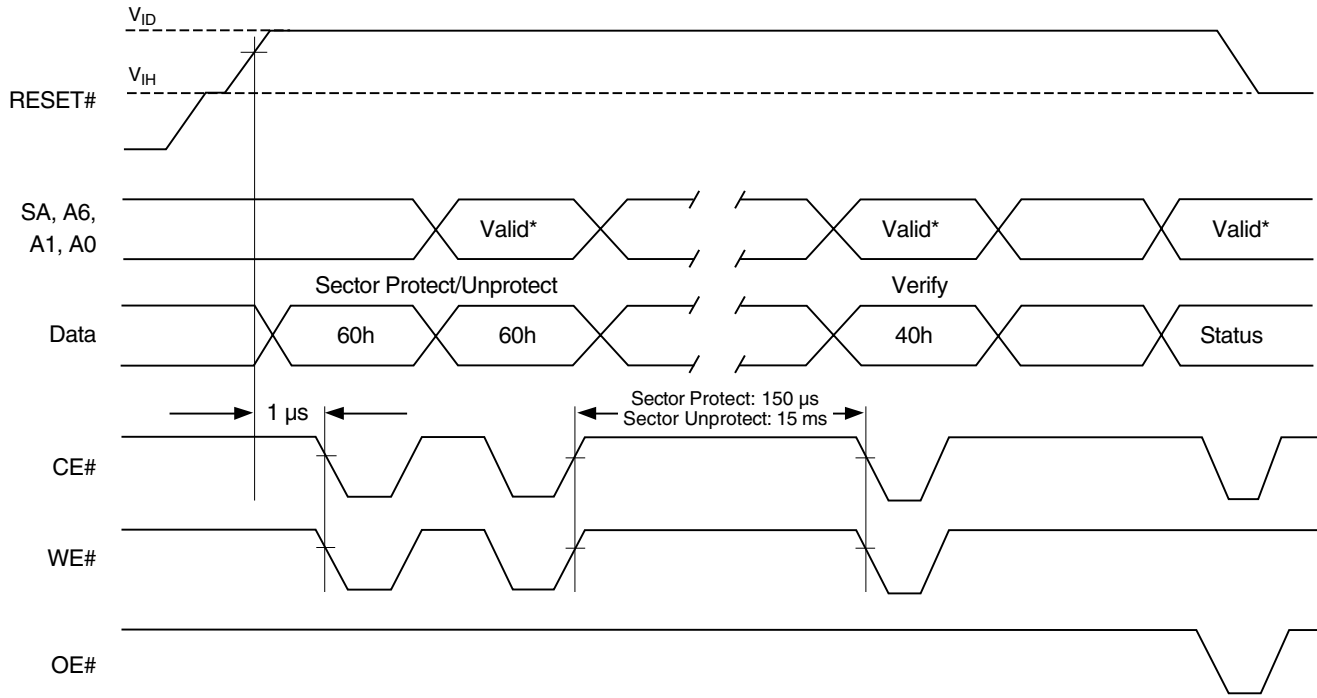 VID
VIH
RESET#
SA, A6,
A1, A0
Valid*
Valid*
Valid*
Sector Protect/Unprotect
Verify
Data
60h
60h
40h
Status
1 µs
Sector Protect: 150 µs
Sector Unprotect: 15 ms
CE#
WE#
OE#